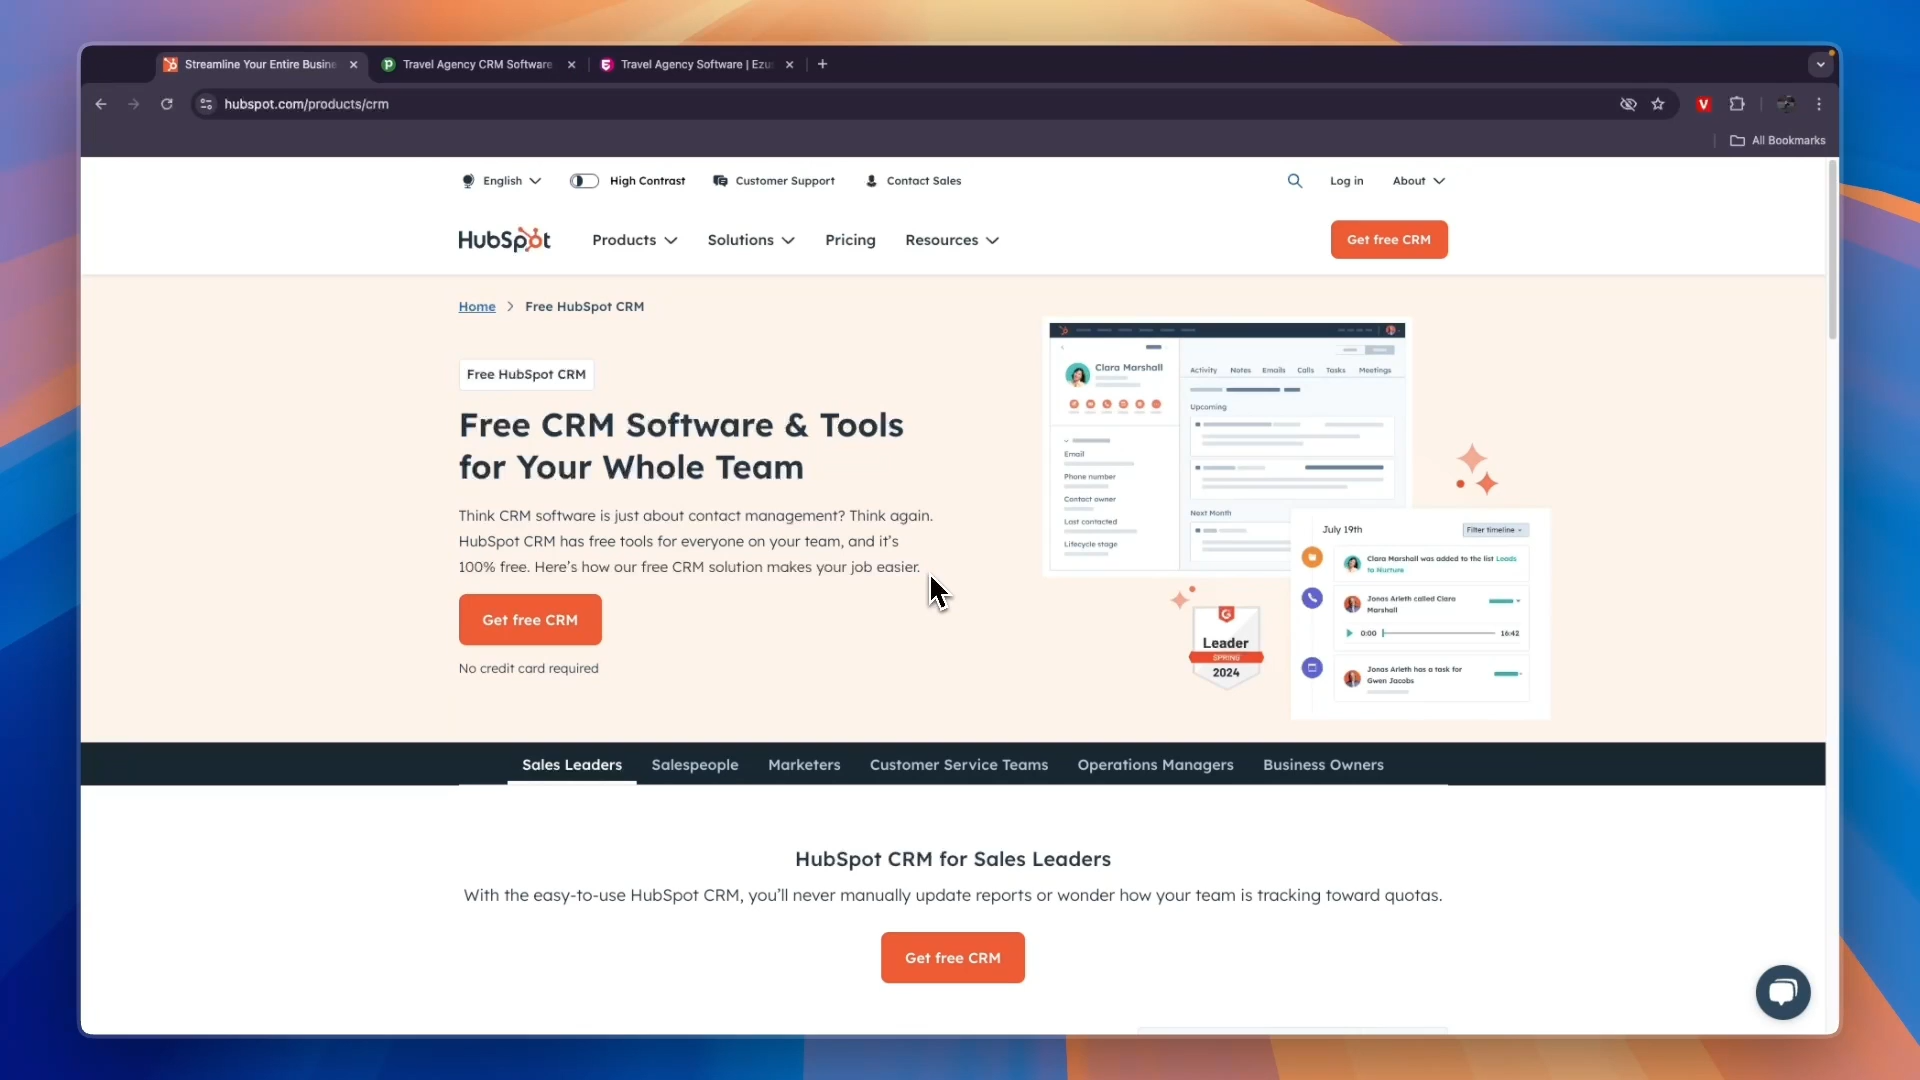 Streamline Your Entire Busine
Travel Agency CRM Software
Travel Agency Software | Ezu
hubspot.com/products/crm
All Bookmarks
English
High Contrast
Customer Support
Contact Sales
Log in
About
HubSpot
Products
Solutions
Pricing
Resources
Get free CRM
Home > Free HubSpot CRM
Free HubSpot CRM
Free CRM Software & Tools
for Your Whole Team
Think CRM software is just about contact management? Think again.
HubSpot CRM has free tools for everyone on your team, and it's
100% free. Here's how our free CRM solution makes your job easier.
Get free CRM
No credit card required
Clara Marshall
Email
Phone number
Contact owner
Last contacted
Lifecycle stage
Activity Notes Emails Calls Tasks Meetings
Upcoming
Next Month
July 19th
Filter timeline
Clara Marshall was added to the list Leads
to Nurture
Jonas Arleth called Clara
Marshall
0:00
16:42
Jonas Arleth has a task for
Gwen Jacobs
Leader
SPRING
2024
Sales Leaders
Salespeople
Marketers
Customer Service Teams
Operations Managers
Business Owners
HubSpot CRM for Sales Leaders
With the easy-to-use HubSpot CRM, you'll never manually update reports or wonder how your team is tracking toward quotas.
Get free CRM